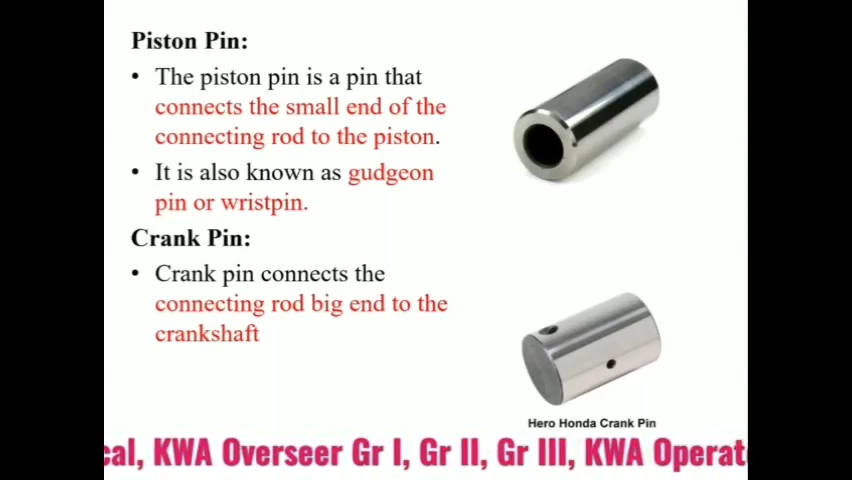 Piston Pin:
• The piston pin is a pin that
connects the small end of the
connecting rod to the piston.
• It is also known as gudgeon
pin or wristpin.
Crank Pin:
• Crank pin connects the
connecting rod big end to the
crankshaft
Hero Honda Crank Pin
cal, KWA Overseer Gr I, Gr II, Gr III, KWA Operat